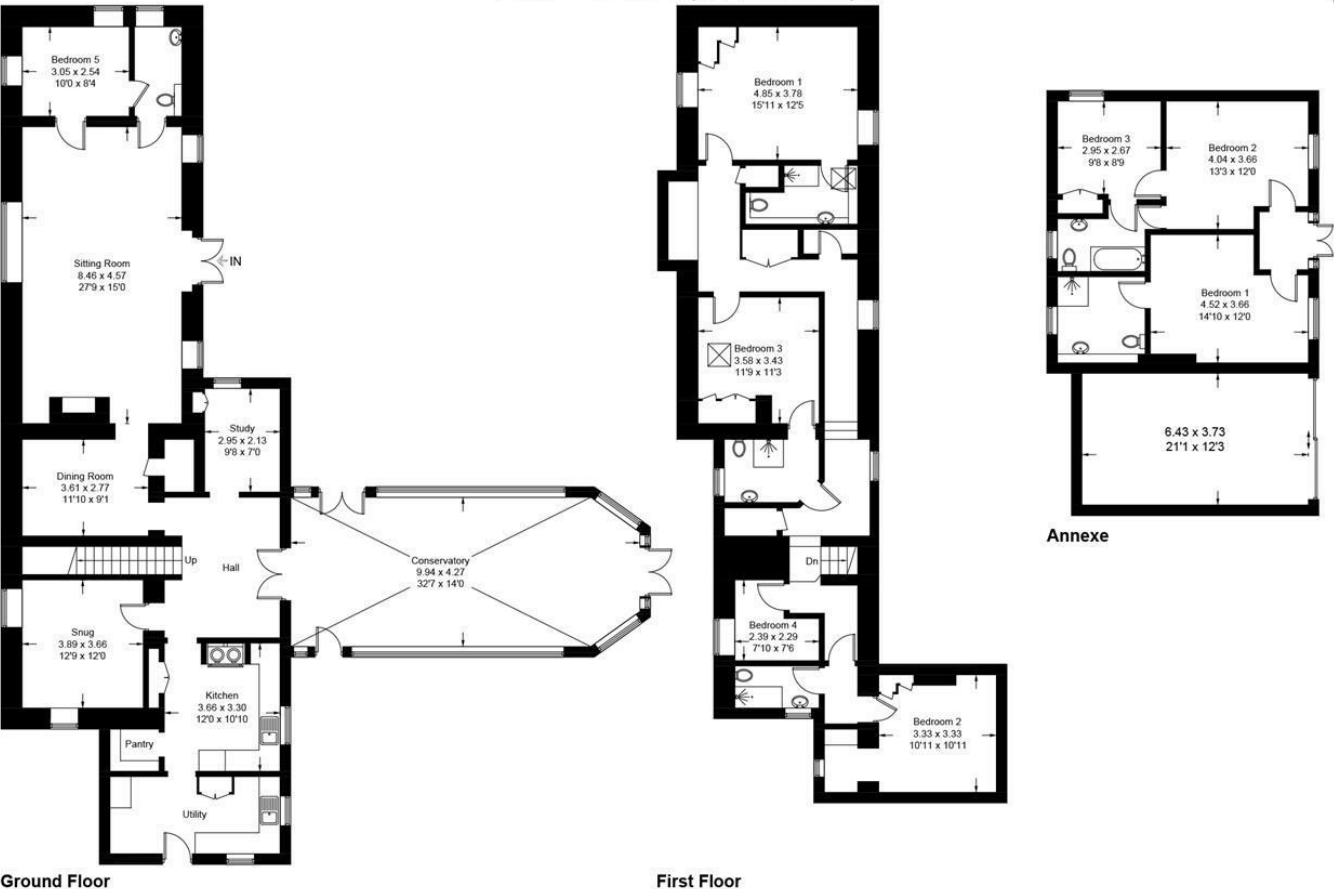 Bedroom 5
3.05 x 2.54
10'0 x 8'4
Sitting Room
8.46 x 4.57
27'9 x 15'0
IN
Study
2.95 x 2.13
9'8 x 7'0
Dining Room
3.61 x 2.77
11'10 x 9'1
Up
Hall
Conservatory
9.94 x 4.27
32'7 x 14'0
Snug
3.89 x 3.66
12'9 x 12'0
Kitchen
3.66 x 3.30
12'0 x 10'10
Pantry
Utility
Ground Floor
Bedroom 1
4.85 x 3.78
15'11 x 12'5
Bedroom 3
3.58 x 3.43
11'9 x 11'3
Dn
Bedroom 4
2.39 x 2.29
7'10 x 7'6
Bedroom 2
3.33 x 3.33
10'11 x 10'11
First Floor
Bedroom 3
2.95 x 2.67
9'8 x 8'9
Bedroom 2
4.04 x 3.66
13'3 x 12'0
Bedroom 1
4.52 x 3.66
14'10 x 12'0
6.43 x 3.73
21'1 x 12'3
Annexe